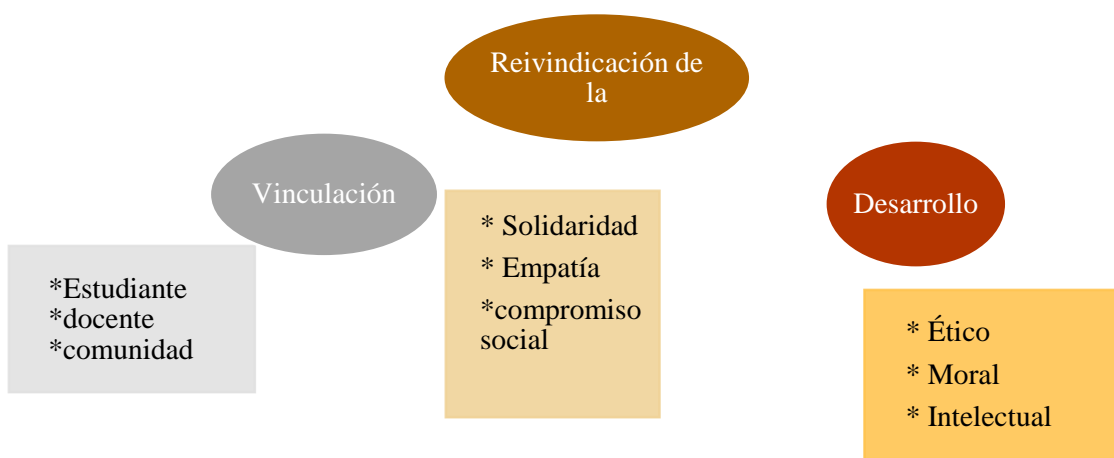 Reivindicación de
la
Vinculación
Desarrollo
*Estudiante
*docente
*comunidad
* Solidaridad
* Empatía
*compromiso
social
* Ético
* Moral
* Intelectual